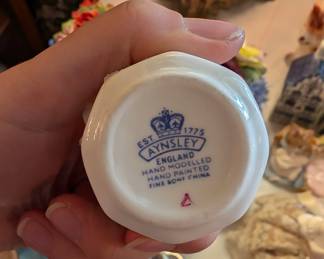 EST 1775
AYNSLEY
ENGLAND
HAND MODELLED
HAND PAINTED
FINE BONE CHINA